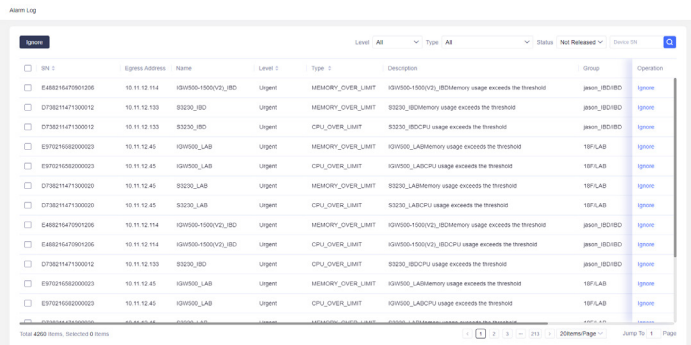 Alarm Log
Ignore Level All Type All Status Not Released Device SN
SN Egress Address Name Level Type Description Group Operation
E488216470901206 10.11.12.114 IGW500-1500(V2)_IBD Urgent MEMORY_OVER_LIMIT IGW500-1500(V2)_IBDMemory usage exceeds the threshold jason_IBD/IBD Ignore
D738211471300012 10.11.12.133 S3230_IBD Urgent MEMORY_OVER_LIMIT S3230_IBDMemory usage exceeds the threshold jason_IBD/IBD Ignore
D738211471300012 10.11.12.133 S3230_IBD Urgent CPU_OVER_LIMIT S3230_IBDCPU usage exceeds the threshold jason_IBD/IBD Ignore
E970216582000023 10.11.12.45 IGW500_LAB Urgent MEMORY_OVER_LIMIT IGW500_LABMemory usage exceeds the threshold 18F/LAB Ignore
E970216582000023 10.11.12.45 IGW500_LAB Urgent CPU_OVER_LIMIT IGW500_LABCPU usage exceeds the threshold 18F/LAB Ignore
D738211471300020 10.11.12.45 S3230_LAB Urgent MEMORY_OVER_LIMIT S3230_LABMemory usage exceeds the threshold 18F/LAB Ignore
D738211471300020 10.11.12.45 S3230_LAB Urgent CPU_OVER_LIMIT S3230_LABCPU usage exceeds the threshold 18F/LAB Ignore
E488216470901206 10.11.12.114 IGW500-1500(V2)_IBD Urgent MEMORY_OVER_LIMIT IGW500-1500(V2)_IBDMemory usage exceeds the threshold jason_IBD/IBD Ignore
E488216470901206 10.11.12.114 IGW500-1500(V2)_IBD Urgent CPU_OVER_LIMIT IGW500-1500(V2)_IBDCPU usage exceeds the threshold jason_IBD/IBD Ignore
D738211471300012 10.11.12.133 S3230_IBD Urgent CPU_OVER_LIMIT S3230_IBDCPU usage exceeds the threshold jason_IBD/IBD Ignore
E970216582000023 10.11.12.45 IGW500_LAB Urgent MEMORY_OVER_LIMIT IGW500_LABMemory usage exceeds the threshold 18F/LAB Ignore
E970216582000023 10.11.12.45 IGW500_LAB Urgent CPU_OVER_LIMIT IGW500_LABCPU usage exceeds the threshold 18F/LAB Ignore
Total 4260 items, Selected 0 items 1 2 3 ··· 213 20items/Page Jump To 1 Page